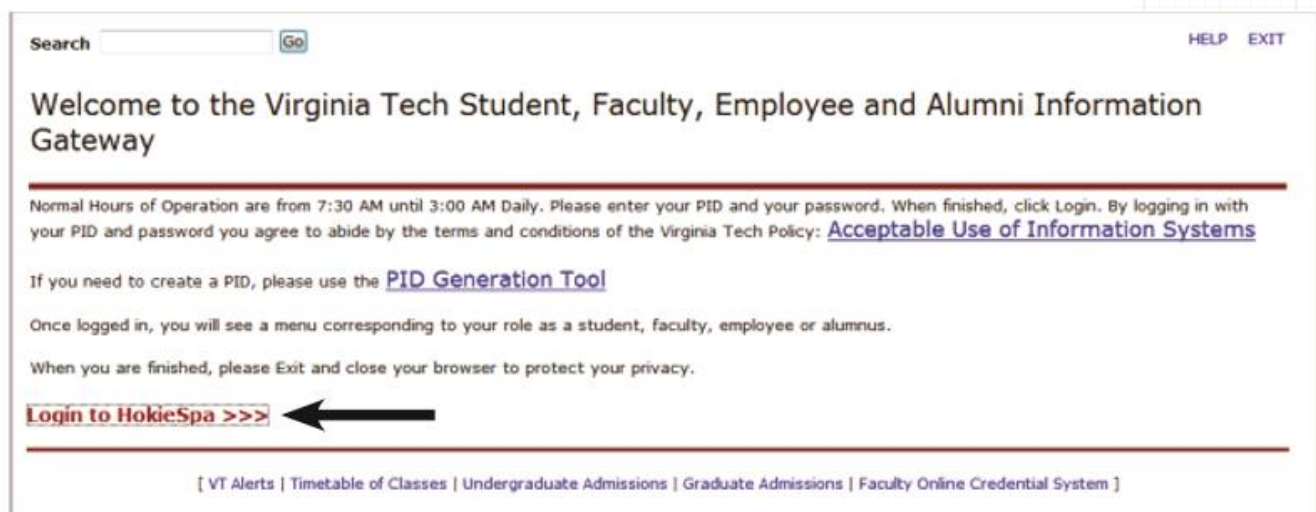 Search Go HELP EXIT
Welcome to the Virginia Tech Student, Faculty, Employee and Alumni Information
Gateway
Normal Hours of Operation are from 7:30 AM until 3:00 AM Daily. Please enter your PID and your password. When finished, click Login. By logging in with
your PID and password you agree to abide by the terms and conditions of the Virginia Tech Policy: Acceptable Use of Information Systems
If you need to create a PID, please use the PID Generation Tool
Once logged in, you will see a menu corresponding to your role as a student, faculty, employee or alumnus.
When you are finished, please Exit and close your browser to protect your privacy.
Login to HokieSpa >>>
[ VT Alerts | Timetable of Classes | Undergraduate Admissions | Graduate Admissions | Faculty Online Credential System ]